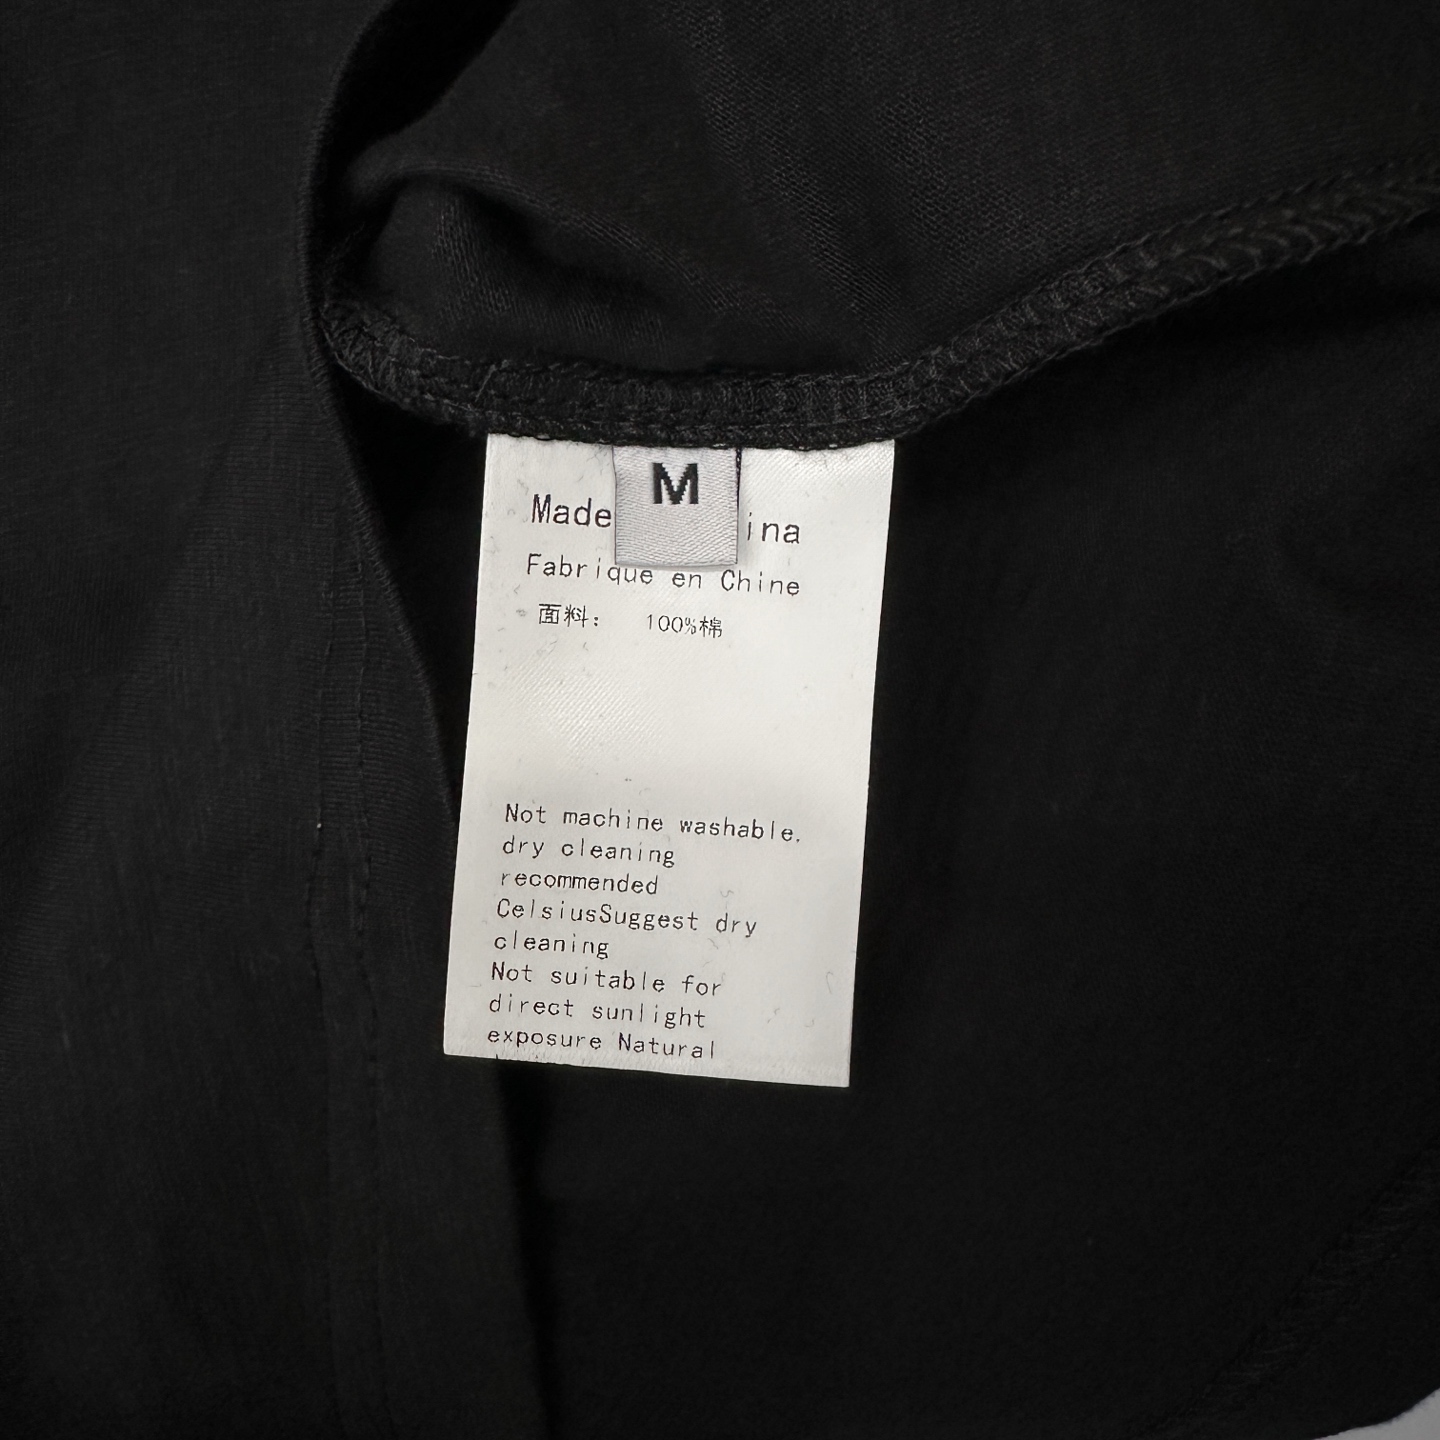 M
Made ina
Fabrique en Chine
面料： 100%棉
Not machine washable.
dry cleaning
recommended
CelsiusSuggest dry
cleaning
Not suitable for
direct sunlight
exposure Natural